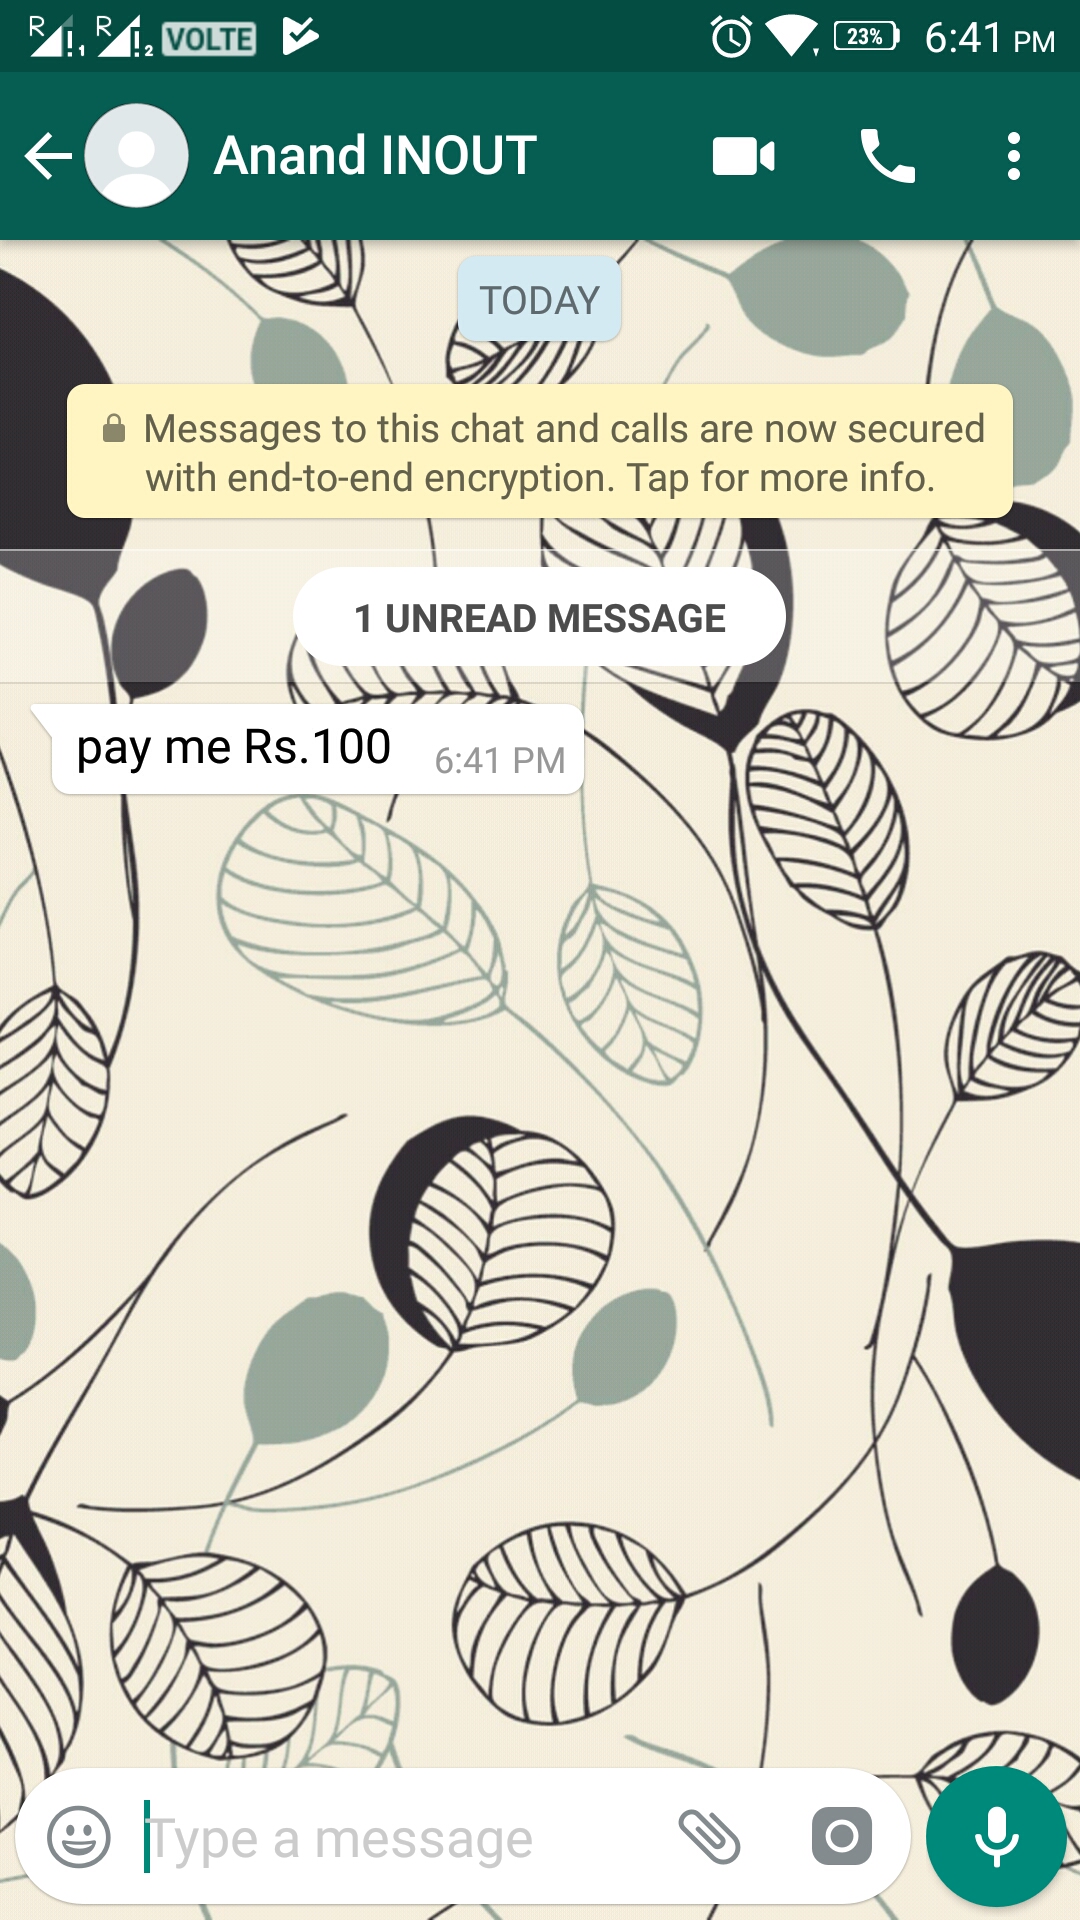 R 1 R 2 VOLTE 23% 6:41 PM
Anand INOUT
TODAY
Messages to this chat and calls are now secured
with end-to-end encryption. Tap for more info.
1 UNREAD MESSAGE
pay me Rs.100 6:41 PM
Type a message